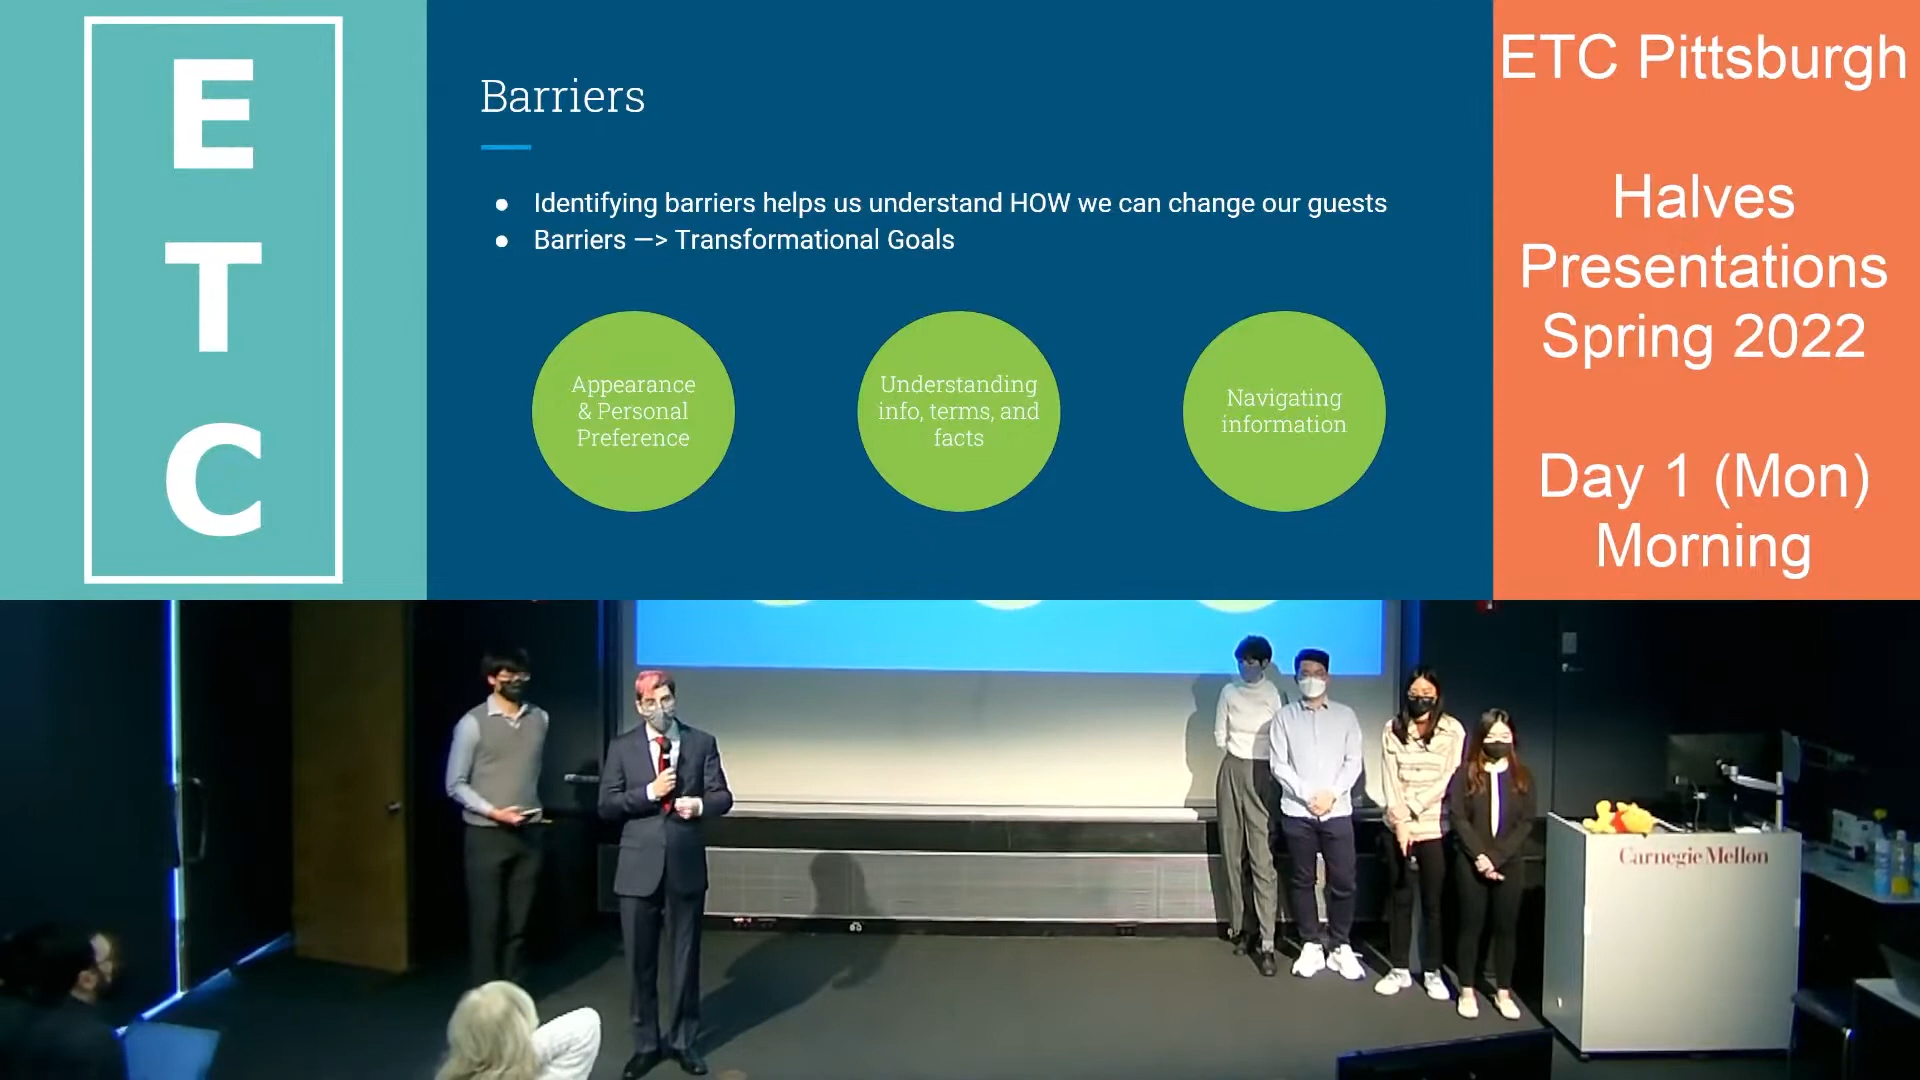 E
T
C
Barriers
● Identifying barriers helps us understand HOW we can change our guests
● Barriers —> Transformational Goals
Appearance
& Personal
Preference
Understanding
info, terms, and
facts
Navigating
information
ETC Pittsburgh
Halves
Presentations
Spring 2022
Day 1 (Mon)
Morning
Carnegie Mellon